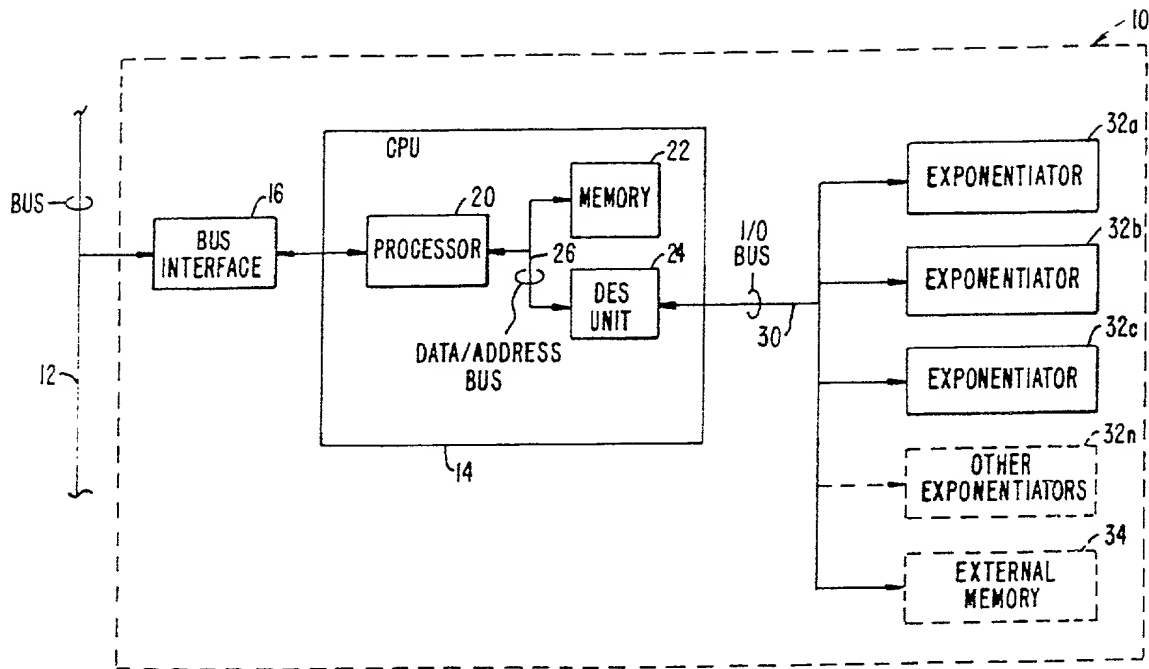 10
BUS
12
16
BUS
INTERFACE
CPU
14
20
PROCESSOR
22
MEMORY
26
24
DES
UNIT
DATA/ADDRESS
BUS
I/O
BUS
30
32a
EXPONENTIATOR
32b
EXPONENTIATOR
32c
EXPONENTIATOR
32n
OTHER
EXPONENTIATORS
34
EXTERNAL
MEMORY